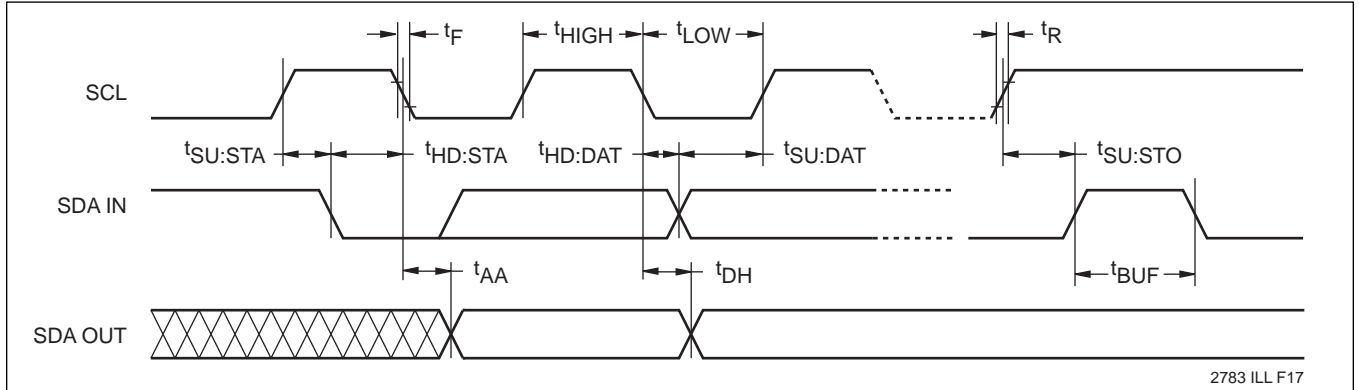 tF
tHIGH
tLOW
tR
SCL
tSU:STA
tHD:STA
tHD:DAT
tSU:DAT
tSU:STO
SDA IN
tAA
tDH
tBUF
SDA OUT
2783 ILL F17